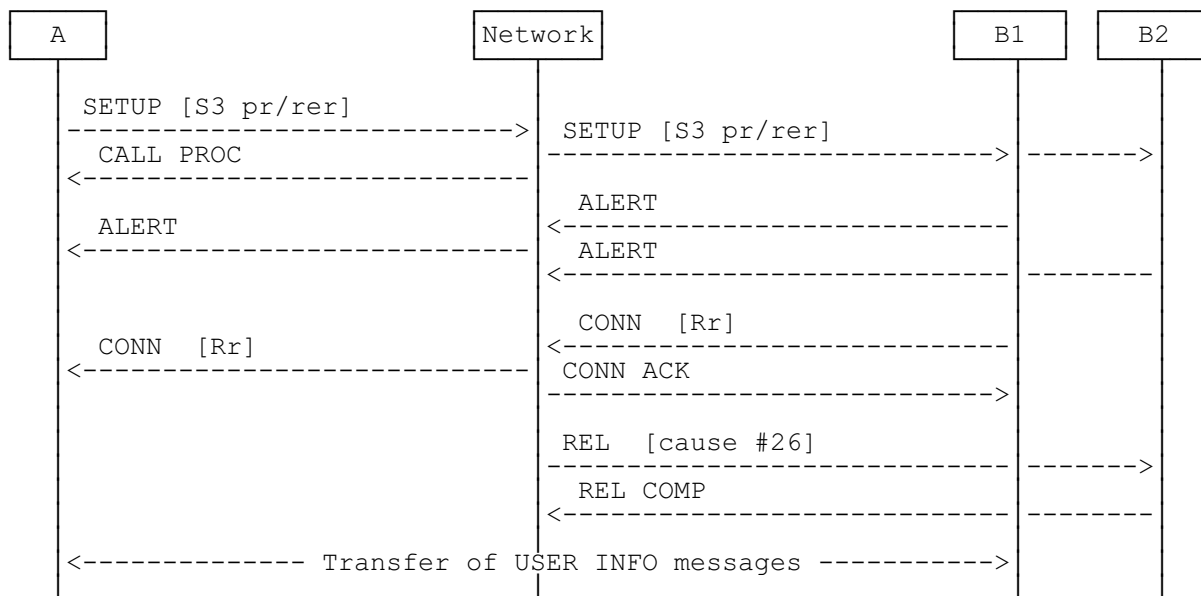 A Network B1 B2
SETUP [S3 pr/rer]
SETUP [S3 pr/rer]
CALL PROC
ALERT
ALERT
ALERT
CONN [Rr]
CONN [Rr]
CONN ACK
REL [cause #26]
REL COMP
Transfer of USER INFO messages